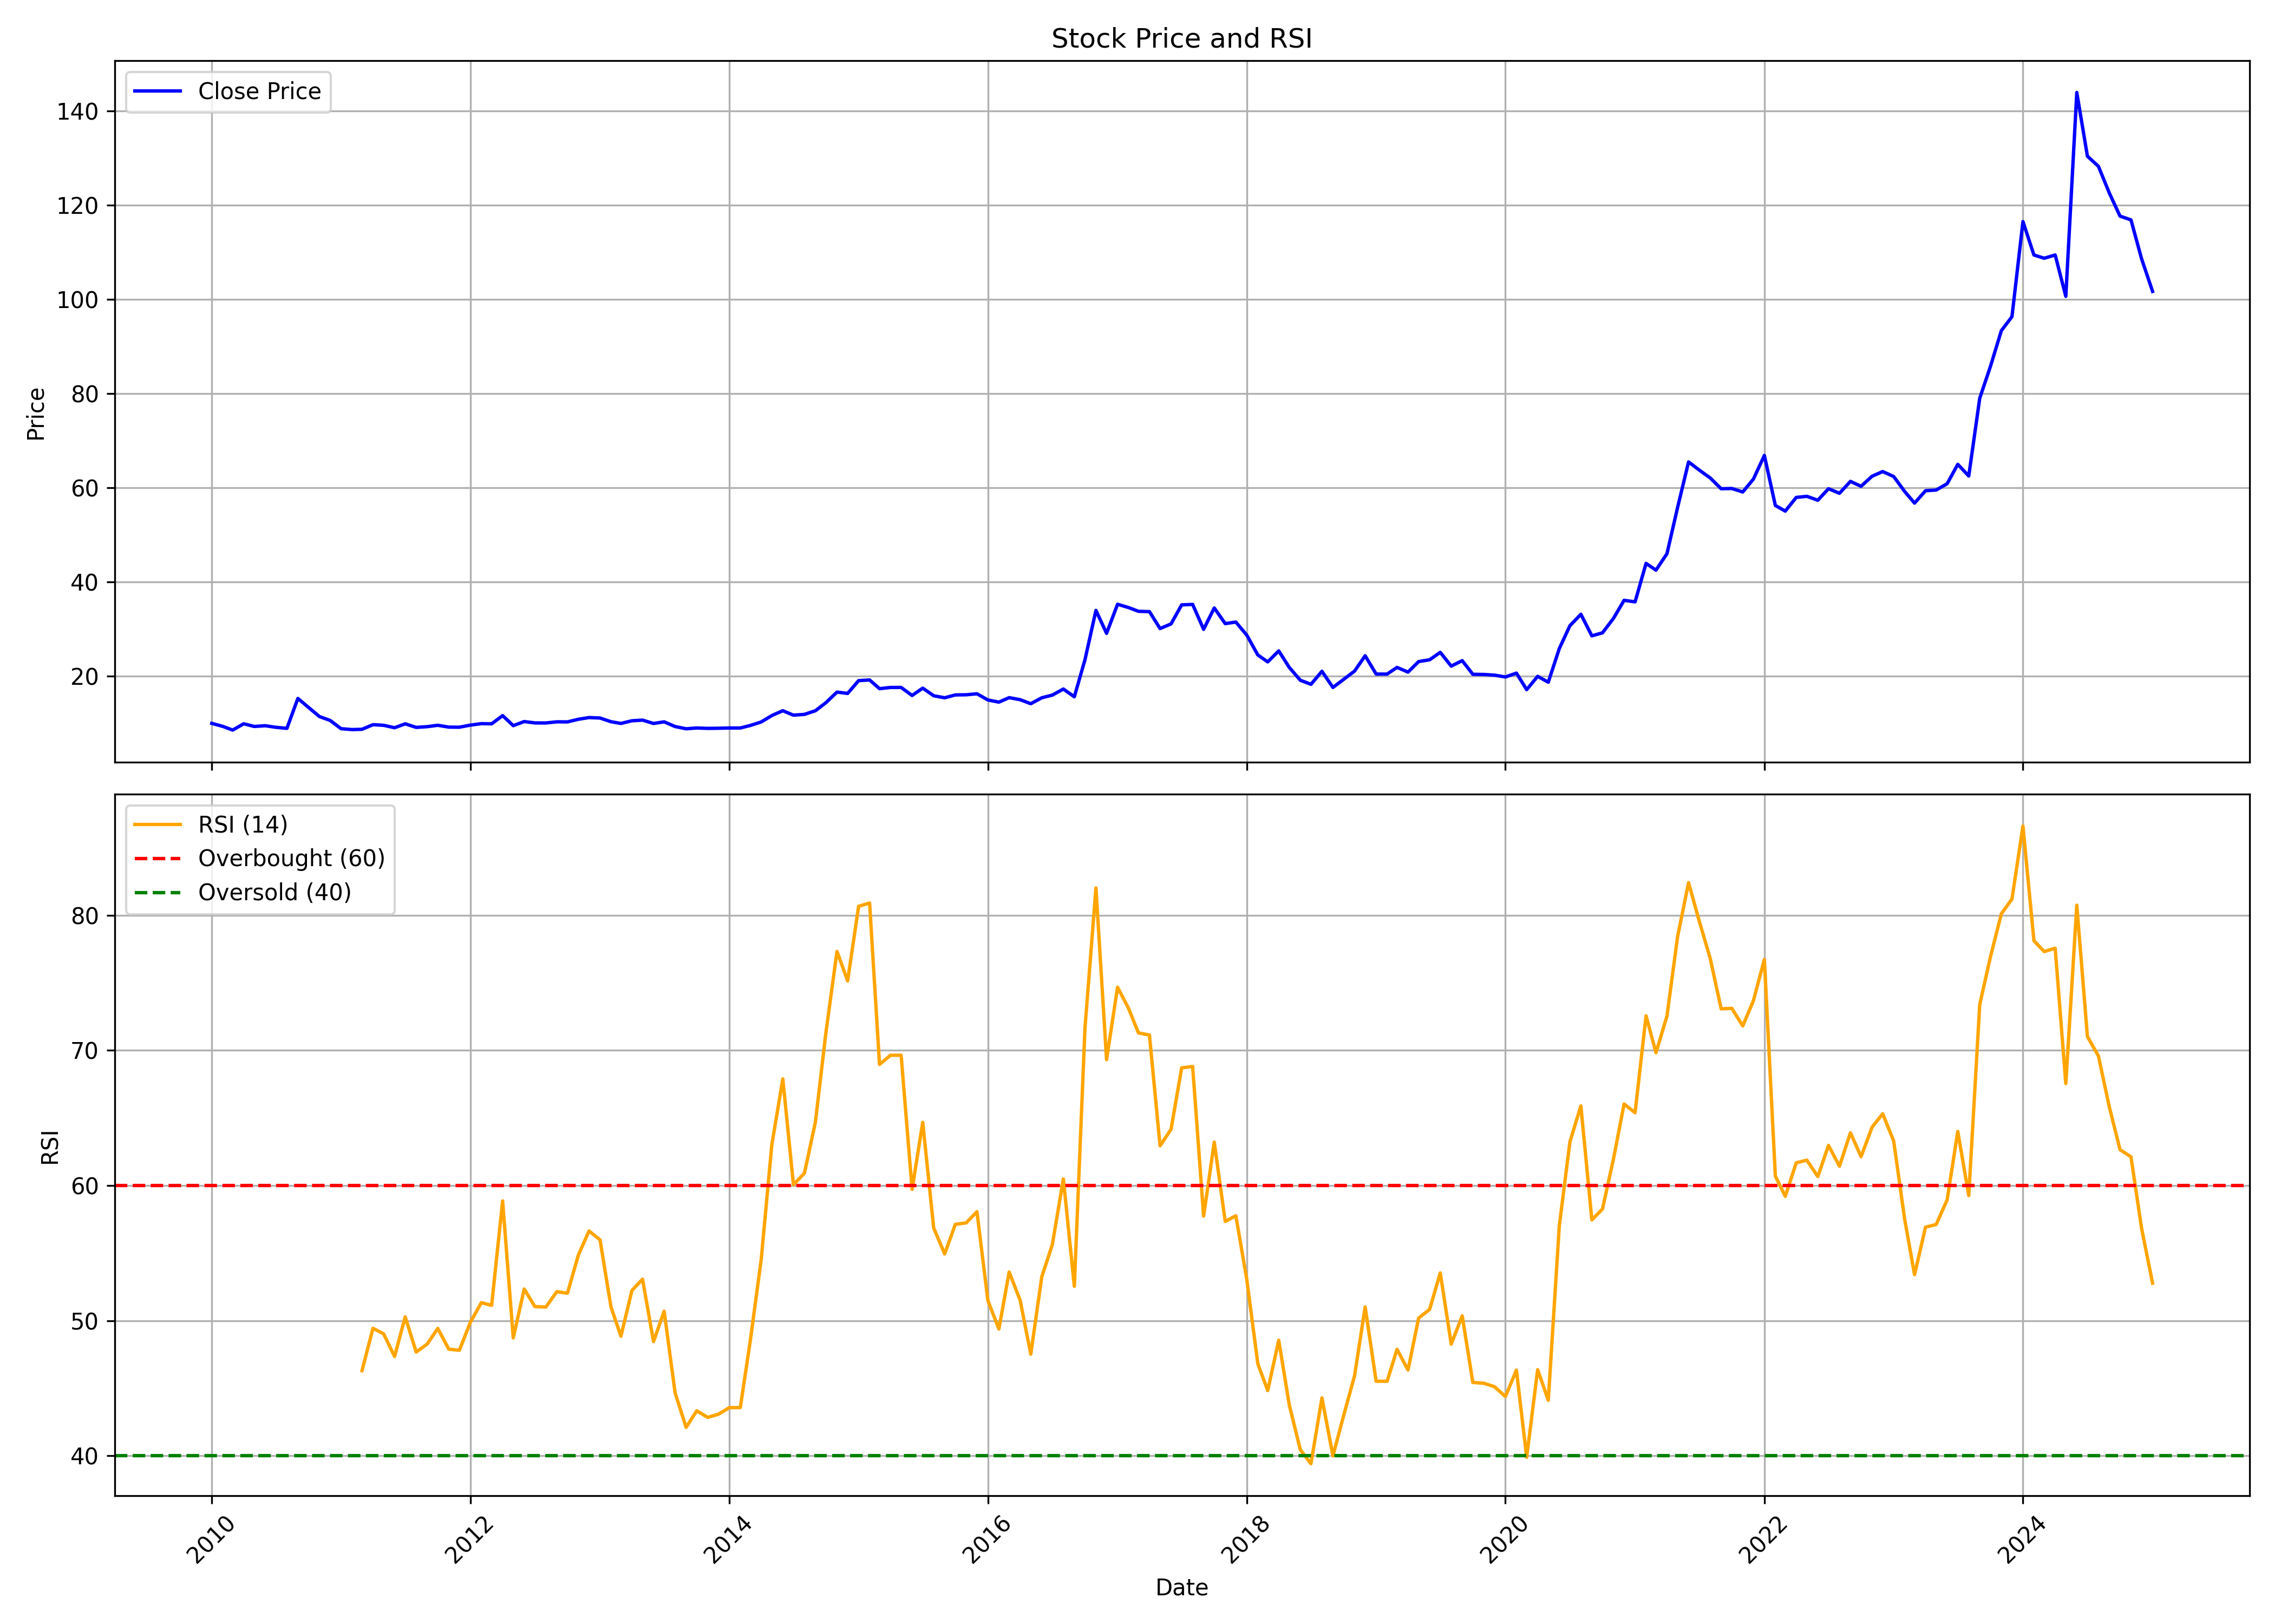 Stock Price and RSI
Close Price
140
120
100
80
60
40
20
Price
RSI (14)
Overbought (60)
Oversold (40)
80
70
60
50
40
RSI
2010
2012
2014
2016
2018
2020
2022
2024
Date